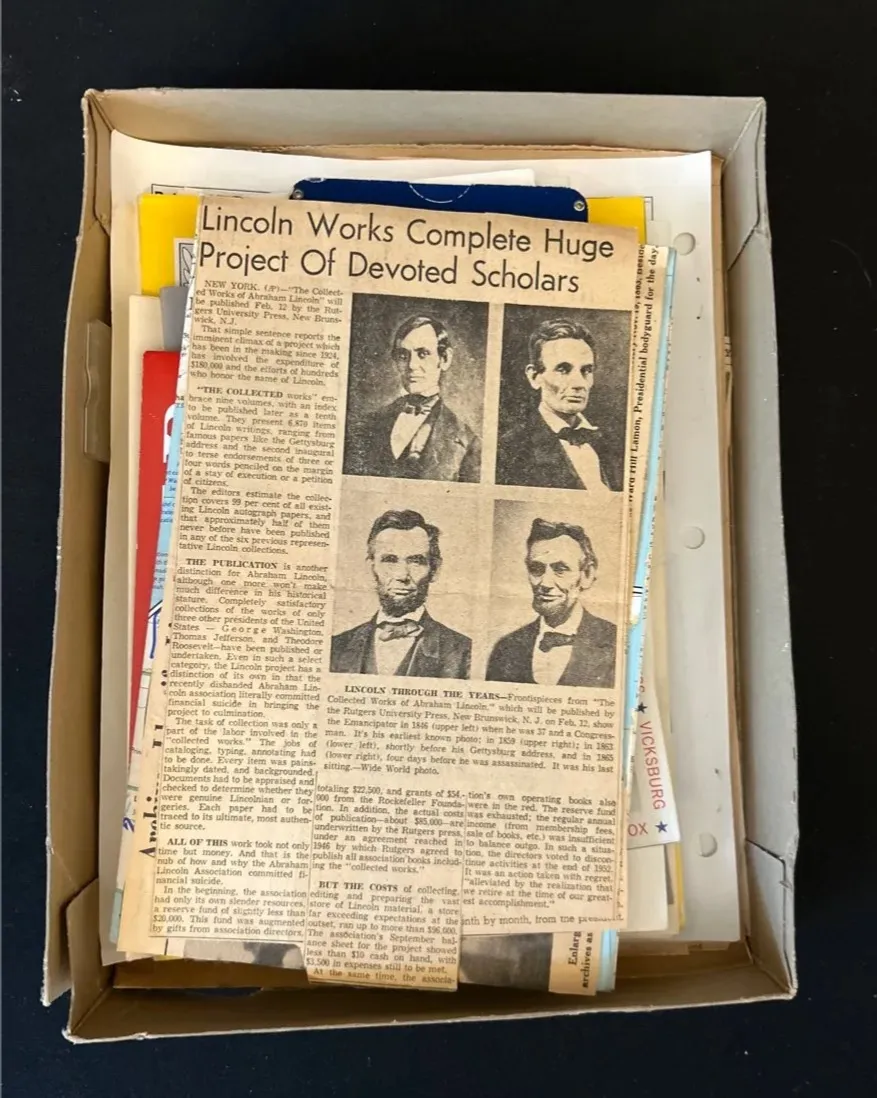 Lincoln Works Complete Huge
Project Of Devoted Scholars
NEW YORK. (AP)—"The Collect-
ed Works of Abraham Lincoln" will
be published Feb. 12 by the Rut-
gers University Press, New Bruns-
wick, N.J.
That simple sentence reports the
imminent climax of a project which
has been in the making since 1924,
has involved the expenditure of
$180,000 and the efforts of hundreds
who honor the name of Lincoln.
"THE COLLECTED works" em-
brace nine volumes, with an index
to be published later as a tenth
volume. They present 6,870 items
of Lincoln writings, ranging from
famous papers like the Gettysburg
address and the second inaugural
to terse endorsements of three or
four words penciled on the margin
of a stay of execution or a petition
of citizens.
The editors estimate the collec-
tion covers 99 per cent of all exist-
ing Lincoln autograph papers, and
that approximately half of them
never before have been published
in any of the six previous represen-
tative Lincoln collections.
THE PUBLICATION is another
distinction for Abraham Lincoln,
although one more won't make
much difference in his historical
stature. Completely satisfactory
collections of the works of only
three other presidents of the United
States — George Washington,
Thomas Jefferson, and Theodore
Roosevelt—have been published or
undertaken. Even in such a select
category, the Lincoln project has a
distinction of its own in that the
recently disbanded Abraham Lin-
coln association literally committed
financial suicide in bringing the
project to culmination.
The task of collection was only a
part of the labor involved in the
"collected works." The jobs of
cataloging, typing, annotating had
to be done. Every item was pains-
takingly dated, and backgrounded.
Documents had to be appraised and
checked to determine whether they
were genuine Lincolnian or for-
geries. Each paper had to be
traced to its ultimate, most authen-
tic source.
ALL OF THIS work took not only
time but money. And that is the
nub of how and why the Abraham
Lincoln Association committed fi-
nancial suicide.
In the beginning, the association
had only its own slender resources,
a reserve fund of slightly less than
$20,000. This fund was augmented
by gifts from association directors,
LINCOLN THROUGH THE YEARS—Frontispieces from "The
Collected Works of Abraham Lincoln," which will be published by
the Rutgers University Press, New Brunswick, N. J. on Feb. 12, show
the Emancipator in 1846 (upper left) when he was 37 and a Congress-
man. It's his earliest known photo; in 1859 (upper right); in 1863
(lower left), shortly before his Gettysburg address, and in 1865
(lower right), four days before he was assassinated. It was his last
sitting.—Wide World photo.
totaling $22,500, and grants of $54,-
000 from the Rockefeller Founda-
tion. In addition, the actual costs
of publication—about $85,000—are
underwritten by the Rutgers press,
under an agreement reached in
1946 by which Rutgers agreed to
publish all association books includ-
ing the "collected works."
BUT THE COSTS of collecting,
editing and preparing the vast
store of Lincoln material, a store
far exceeding expectations at the
outset, ran up to more than $96,000.
The association's September bal-
ance sheet for the project showed
less than $10 cash on hand, with
$3,500 in expenses still to be met.
At the same time, the associa-
tion's own operating books also
were in the red. The reserve fund
was exhausted; the regular annual
income (from membership fees,
sale of books, etc.) was insufficient
to balance outgo. In such a situa-
tion, the directors voted to discon-
tinue activities at the end of 1952.
It was an action taken with regret,
"alleviated by the realization that
we retire at the time of our great-
est accomplishment."
nth by month, from the
Ward Hill Lamon, Presidential bodyguard for the day.
VICKSBURG
OX
Enlarg
archives as